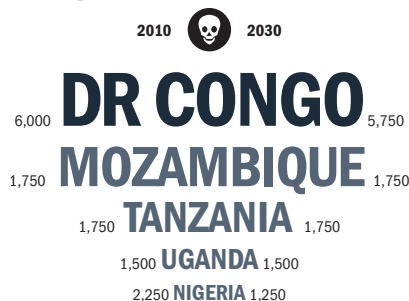 2010 2030
6,000 DR CONGO 5,750
1,750 MOZAMBIQUE 1,750
1,750 TANZANIA 1,750
1,500 UGANDA 1,500
2,250 NIGERIA 1,250